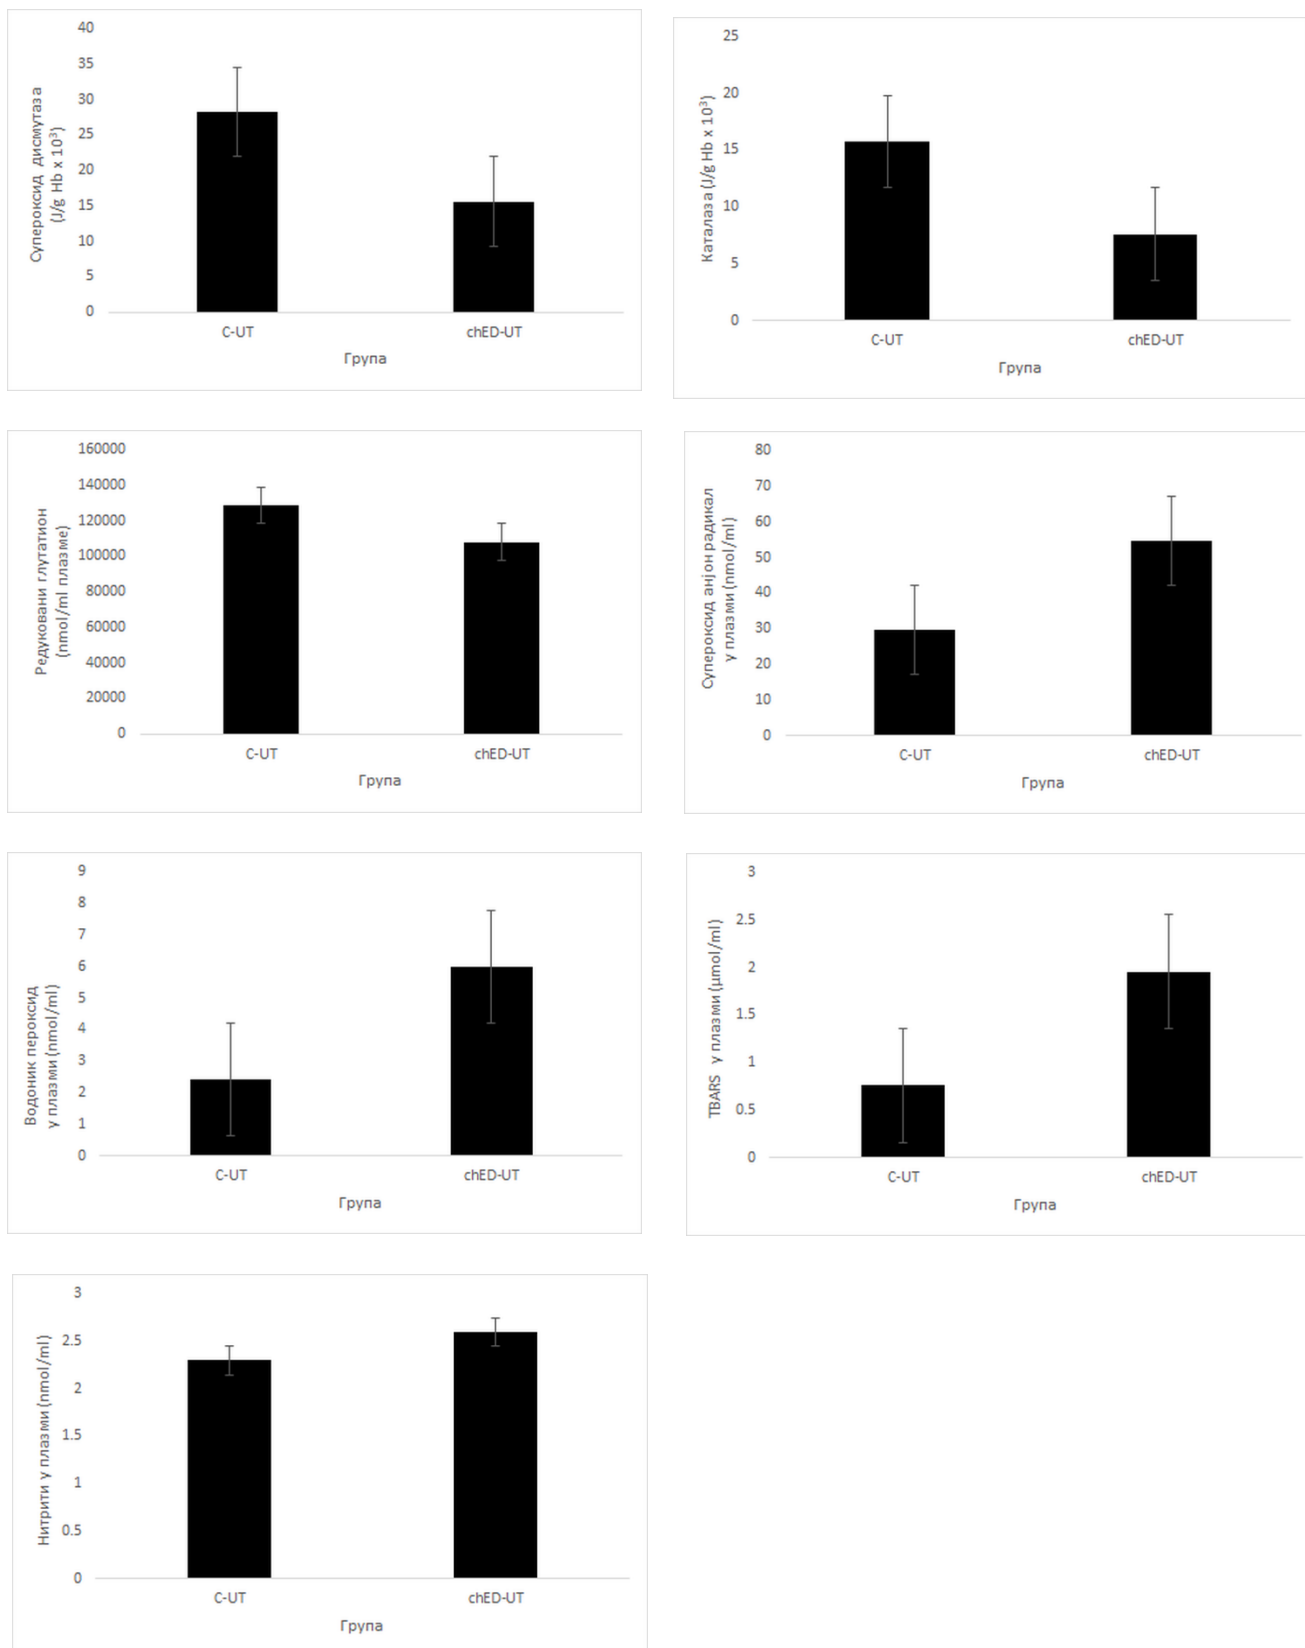 Супероксид дисмутаза
(J/g Hb x 10³)
40
35
30
25
20
15
10
5
0
C-UT
chED-UT
Група
Каталаза (J/g Hb x 10³)
25
20
15
10
5
0
C-UT
chED-UT
Група
Редуковани глутатион
(nmol/ml плазме)
160000
140000
120000
100000
80000
60000
40000
20000
0
C-UT
chED-UT
Група
Супероксид анјон радикал
у плазми (nmol/ml)
80
70
60
50
40
30
20
10
0
C-UT
chED-UT
Група
Водоник пероксид
у плазми (nmol/ml)
9
8
7
6
5
4
3
2
1
0
C-UT
chED-UT
Група
TBARS у плазми (µmol/ml)
3
2.5
2
1.5
1
0.5
0
C-UT
chED-UT
Група
Нитрити у плазми (nmol/ml)
3
2.5
2
1.5
1
0.5
0
C-UT
chED-UT
Група